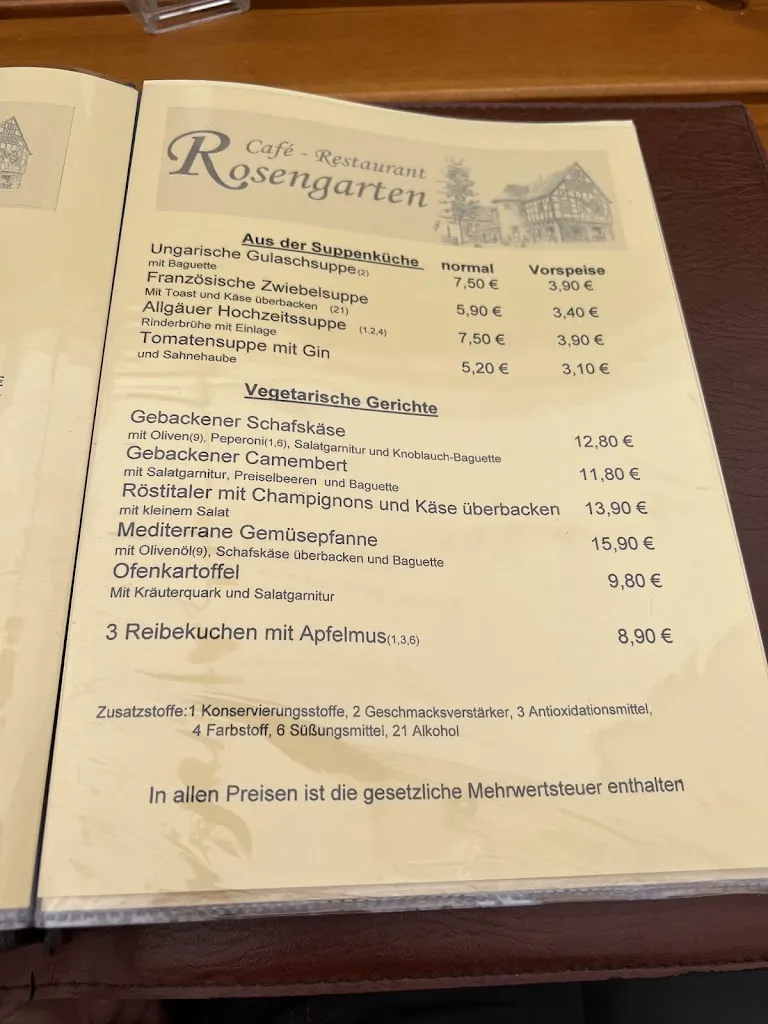 Café - Restaurant
Rosengarten
Aus der Suppenküche normal Vorspeise
Ungarische Gulaschsuppe(2) 7,50 € 3,90 €
mit Baguette
Französische Zwiebelsuppe 5,90 € 3,40 €
Mit Toast und Käse überbacken (21)
Allgäuer Hochzeitssuppe (1.2,4) 7,50 € 3,90 €
Rinderbrühe mit Einlage
Tomatensuppe mit Gin 5,20 € 3,10 €
und Sahnehaube
Vegetarische Gerichte
Gebackener Schafskäse 12,80 €
mit Oliven(9), Peperoni(1,6), Salatgarnitur und Knoblauch-Baguette
Gebackener Camembert 11,80 €
mit Salatgarnitur, Preiselbeeren und Baguette
Röstitaler mit Champignons und Käse überbacken 13,90 €
mit kleinem Salat
Mediterrane Gemüsepfanne 15,90 €
mit Olivenöl(9), Schafskäse überbacken und Baguette
Ofenkartoffel 9,80 €
Mit Kräuterquark und Salatgarnitur
3 Reibekuchen mit Apfelmus(1,3,6) 8,90 €
Zusatzstoffe:1 Konservierungsstoffe, 2 Geschmacksverstärker, 3 Antioxidationsmittel,
4 Farbstoff, 6 Süßungsmittel, 21 Alkohol
In allen Preisen ist die gesetzliche Mehrwertsteuer enthalten